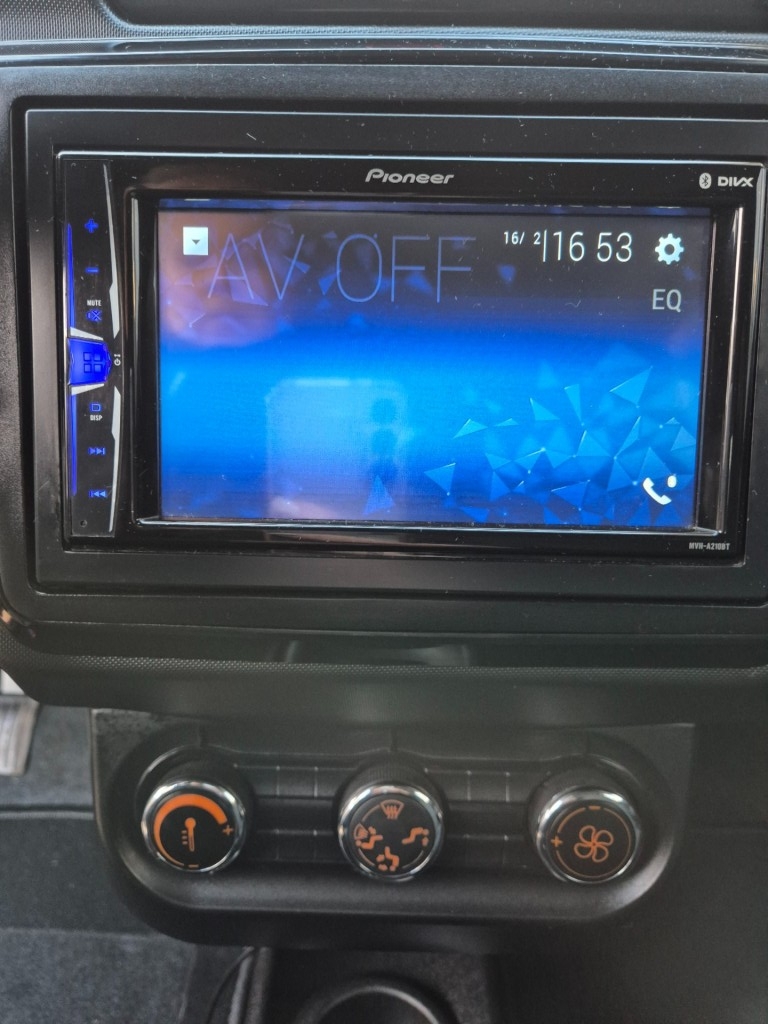 Pioneer
DIVX
AV OFF
16/ 2 16 53
EQ
MUTE
DISP
MVH-A210BT